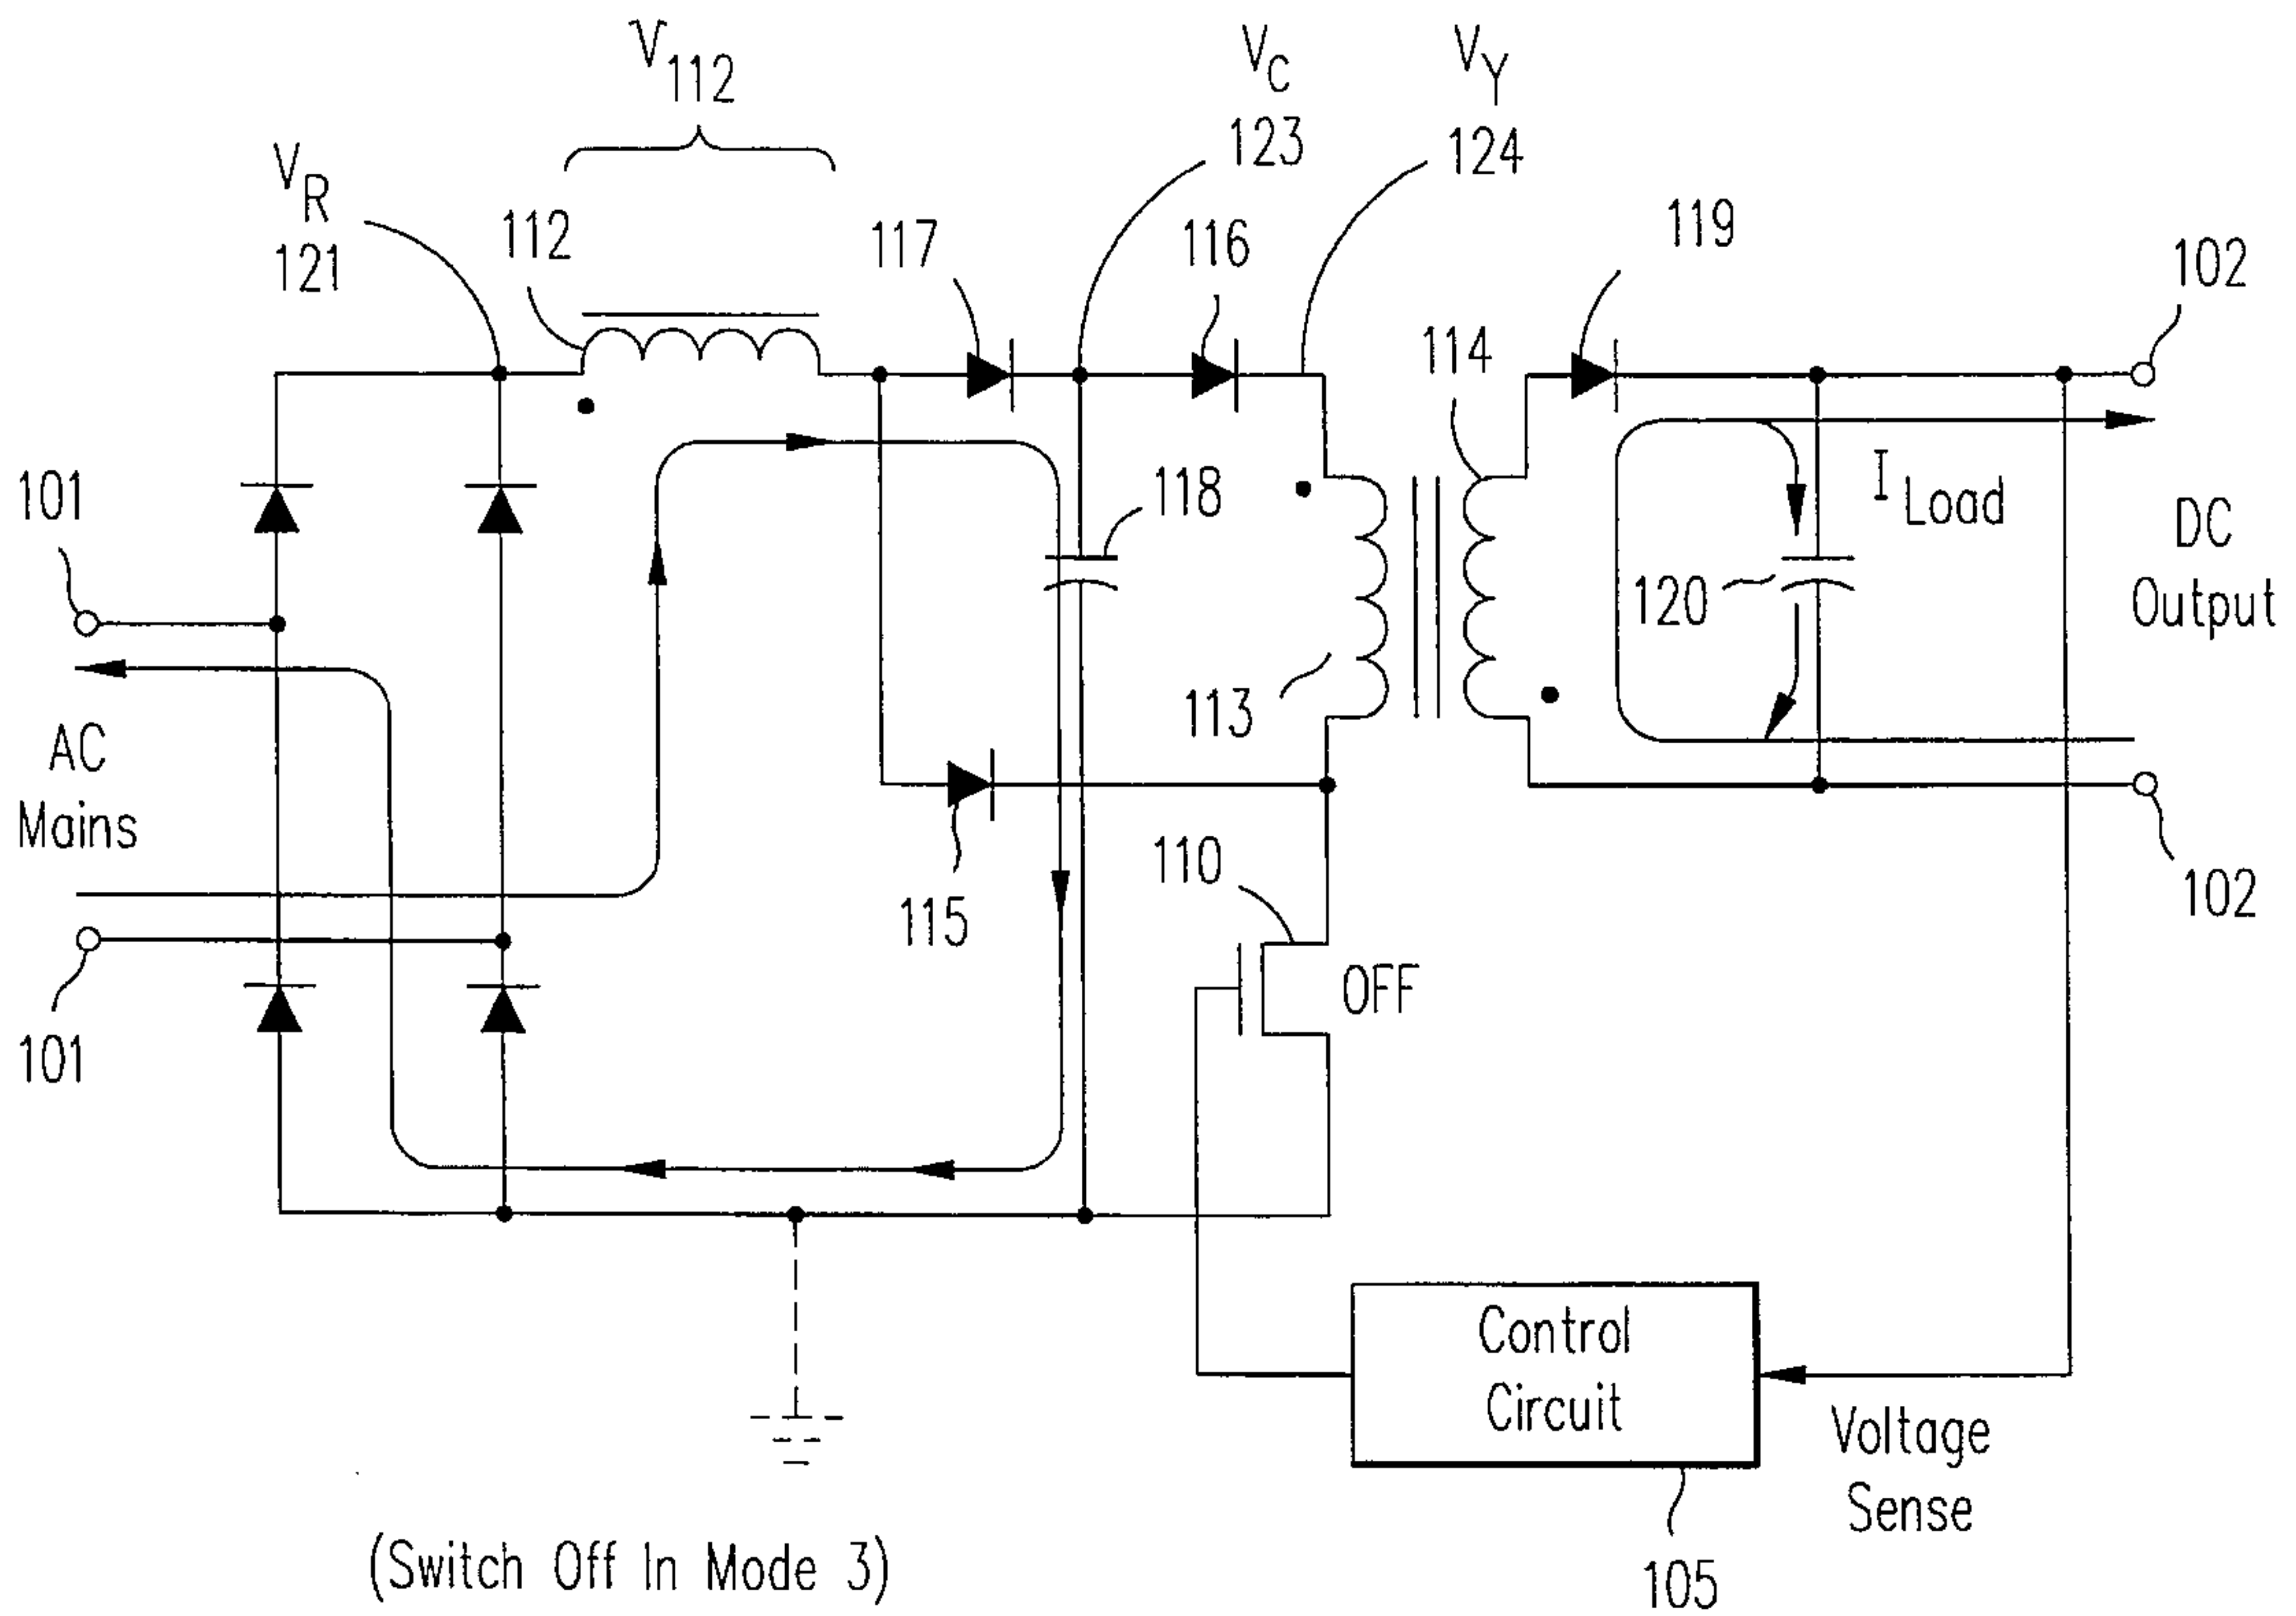 V112
VC
123
VY
124
VR
121
112
117
116
119
102
114
101
118
ILoad
DC
Output
120
113
AC
Mains
115
110
102
OFF
101
Control
Circuit
Voltage
Sense
105
(Switch Off In Mode 3)